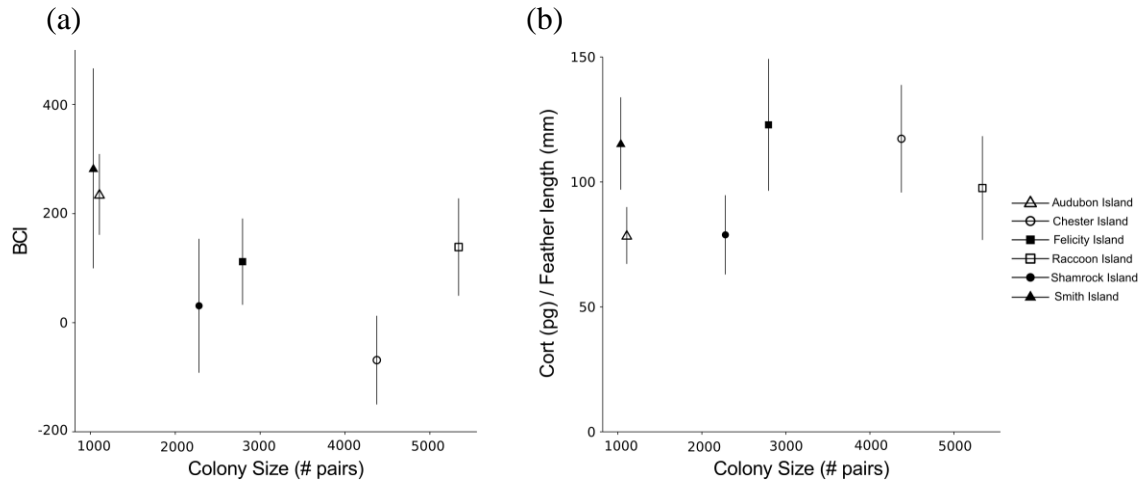 (a)
BCI
400
200
0
-200
1000 2000 3000 4000 5000
Colony Size (# pairs)
(b)
Cort (pg) / Feather length (mm)
150
100
50
0
1000 2000 3000 4000 5000
Colony Size (# pairs)
Audubon Island
Chester Island
Felicity Island
Raccoon Island
Shamrock Island
Smith Island